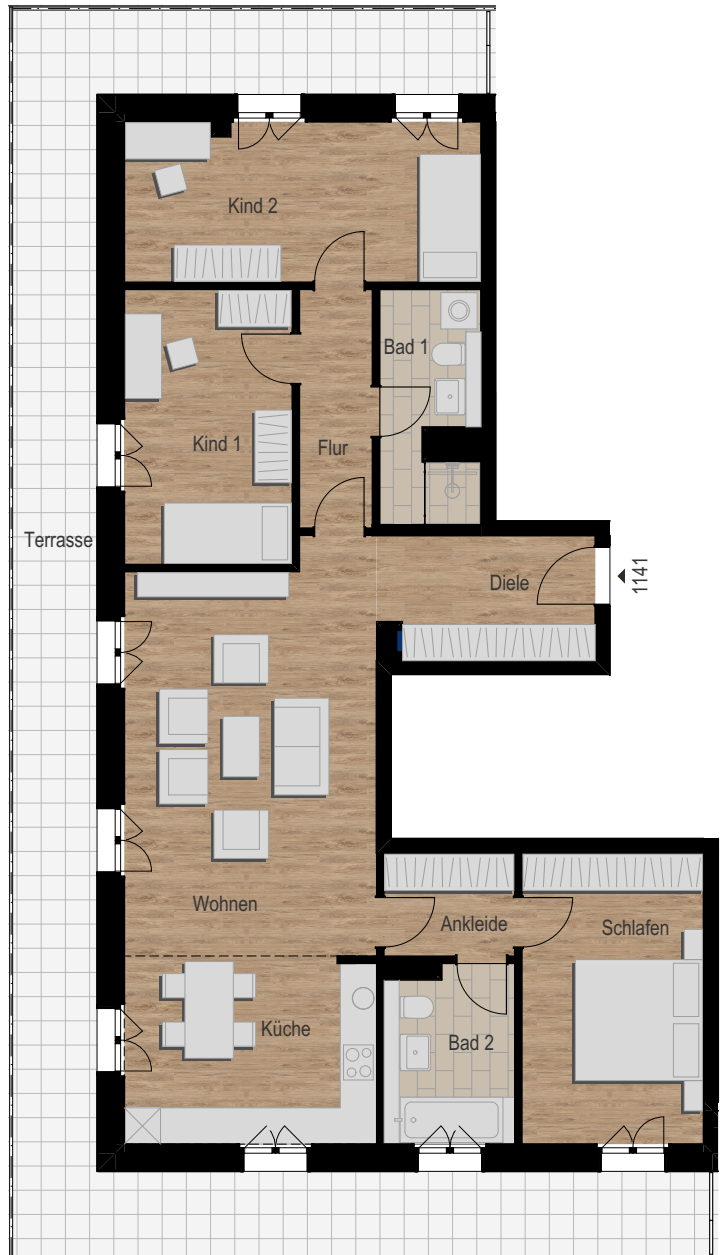 Kind 2
Bad 1
Kind 1
Flur
Terrasse
Diele
1141
Wohnen
Ankleide
Schlafen
Küche
Bad 2